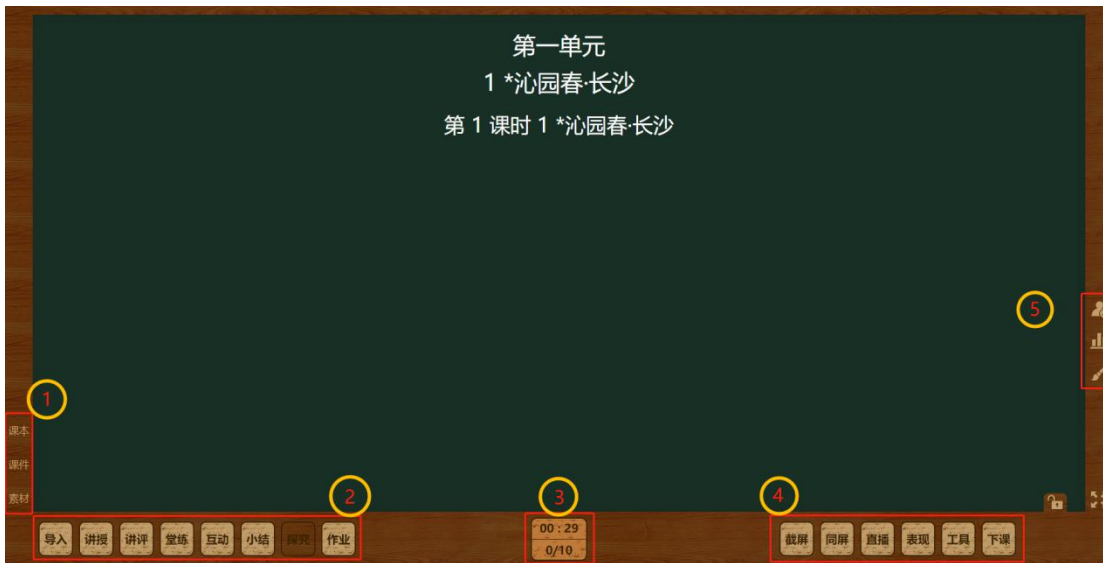 第一单元
1 *沁园春·长沙
第 1 课时 1 *沁园春·长沙
5
1
课本
课件
素材
2
3
4
导入 讲授 讲评 堂练 互动 小结 探究 作业
00 : 29
0/10
截屏 同屏 直播 表现 工具 下课